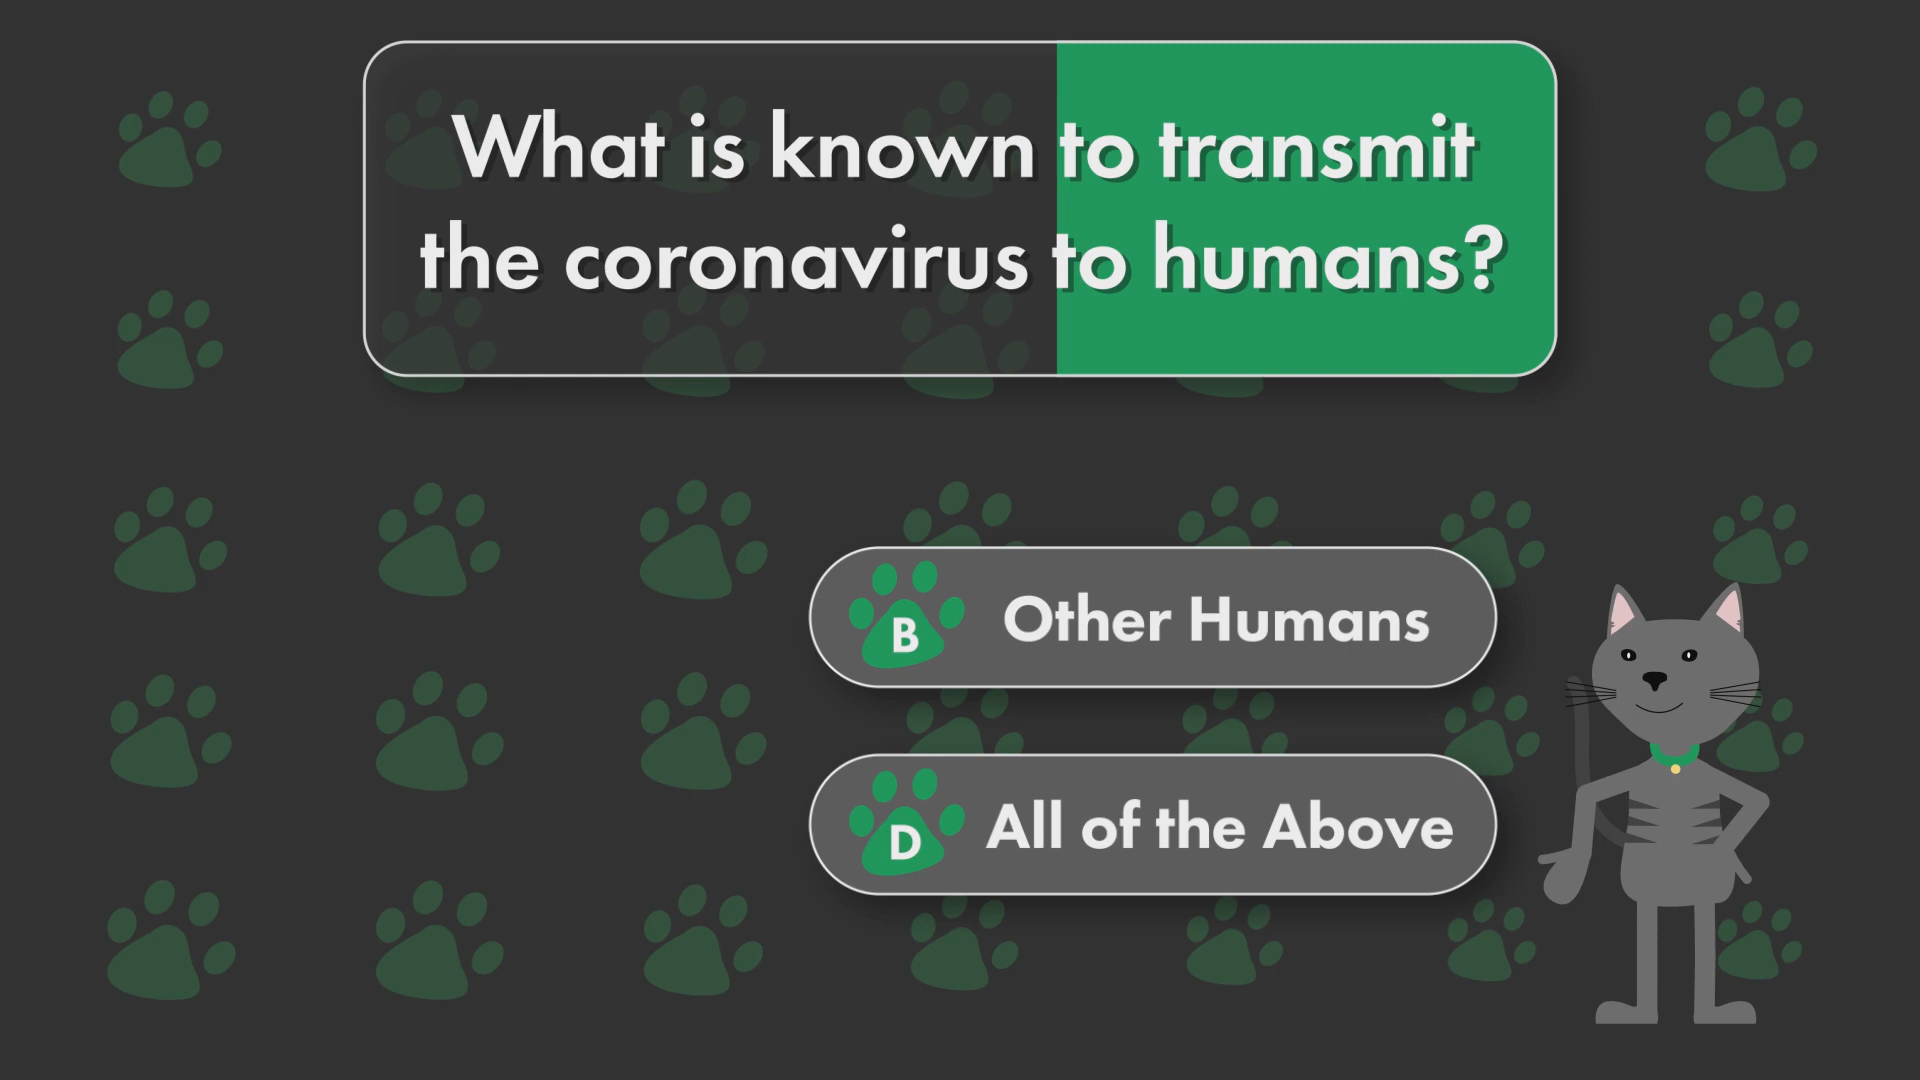 What is known to transmit
the coronavirus to humans?
B Other Humans
D All of the Above